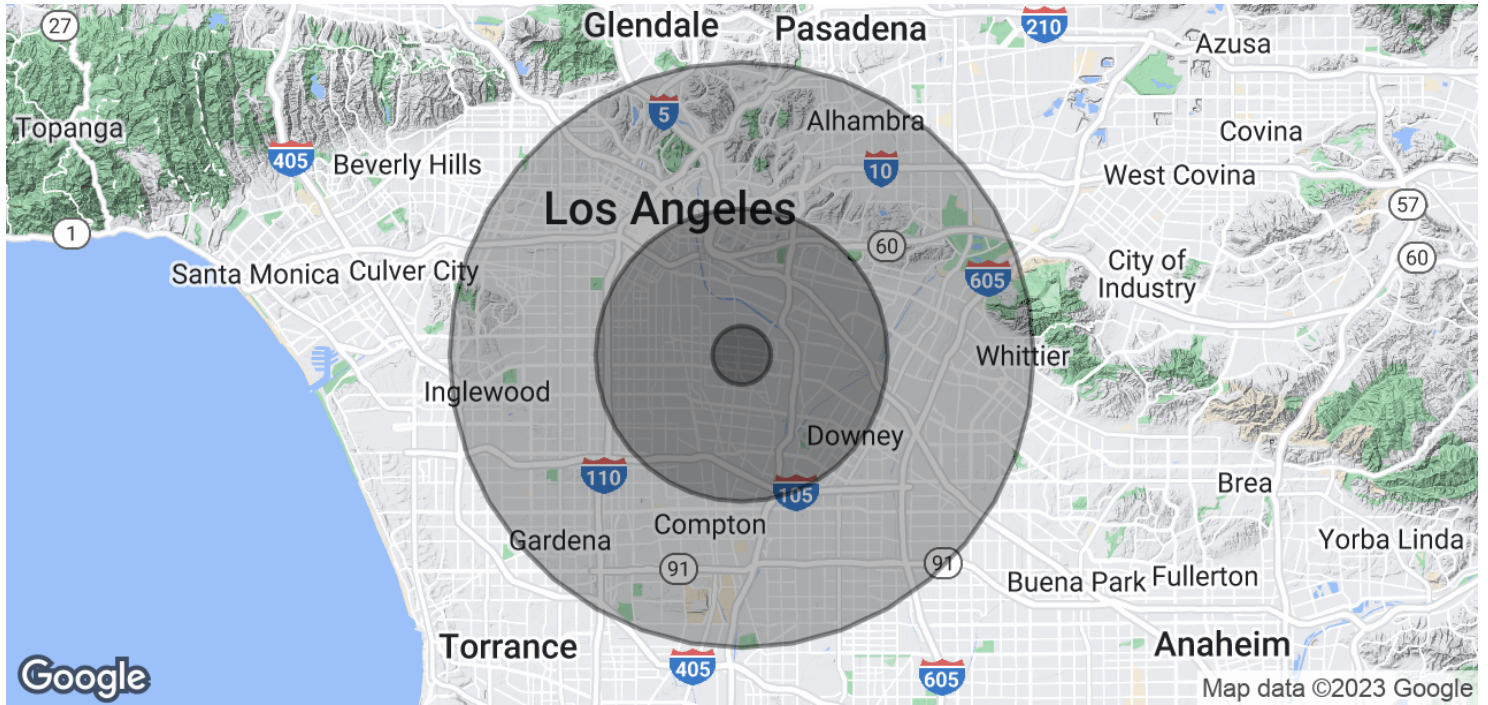 27
Glendale
Pasadena
210
Azusa
5
Topanga
Alhambra
Covina
405
Beverly Hills
10
West Covina
Los Angeles
57
1
60
60
Santa Monica
Culver City
605
City of
Industry
Whittier
Inglewood
Downey
110
105
Brea
Compton
Gardena
Yorba Linda
91
91
Buena Park
Fullerton
Torrance
Anaheim
405
605
Google
Map data ©2023 Google